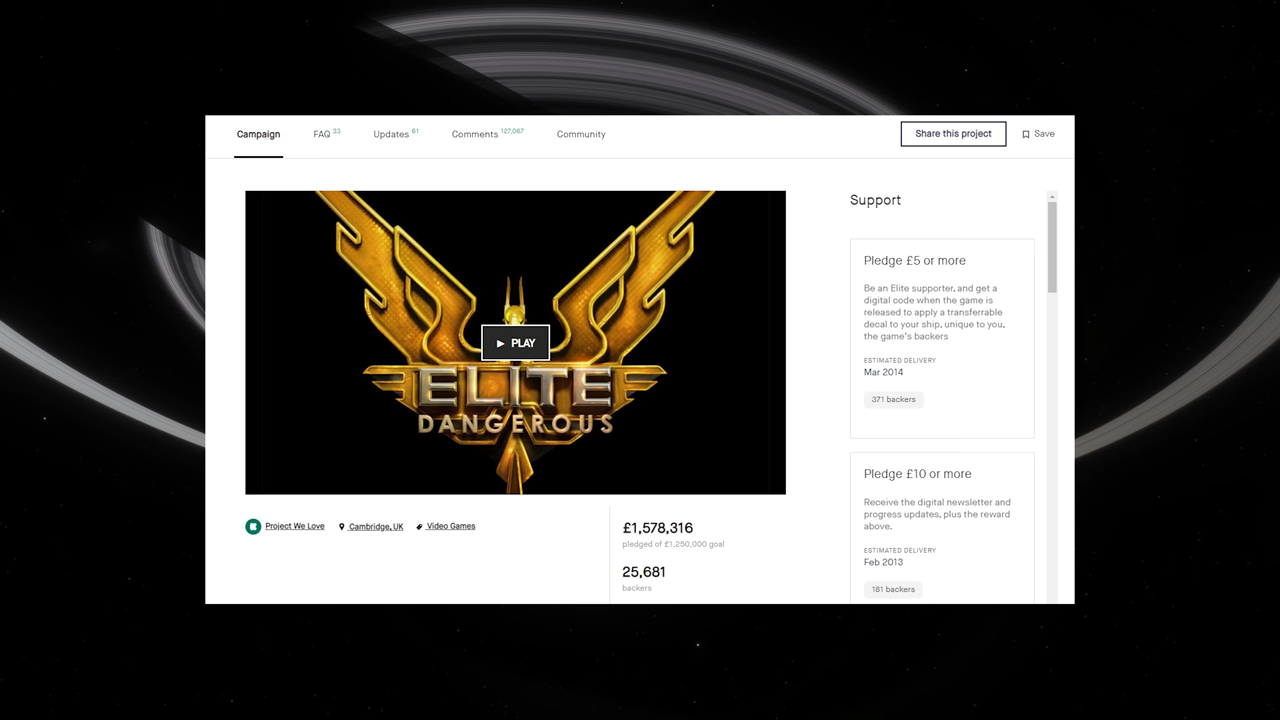 Campaign
FAQ 33
Updates 61
Comments 127,067
Community
Share this project
Save
PLAY
ELITE
DANGEROUS
Project We Love
Cambridge, UK
Video Games
£1,578,316
pledged of £1,250,000 goal
25,681
backers
Support
Pledge £5 or more
Be an Elite supporter, and get a
digital code when the game is
released to apply a transferrable
decal to your ship, unique to you,
the game's backers
ESTIMATED DELIVERY
Mar 2014
371 backers
Pledge £10 or more
Receive the digital newsletter and
progress updates, plus the reward
above.
ESTIMATED DELIVERY
Feb 2013
181 backers